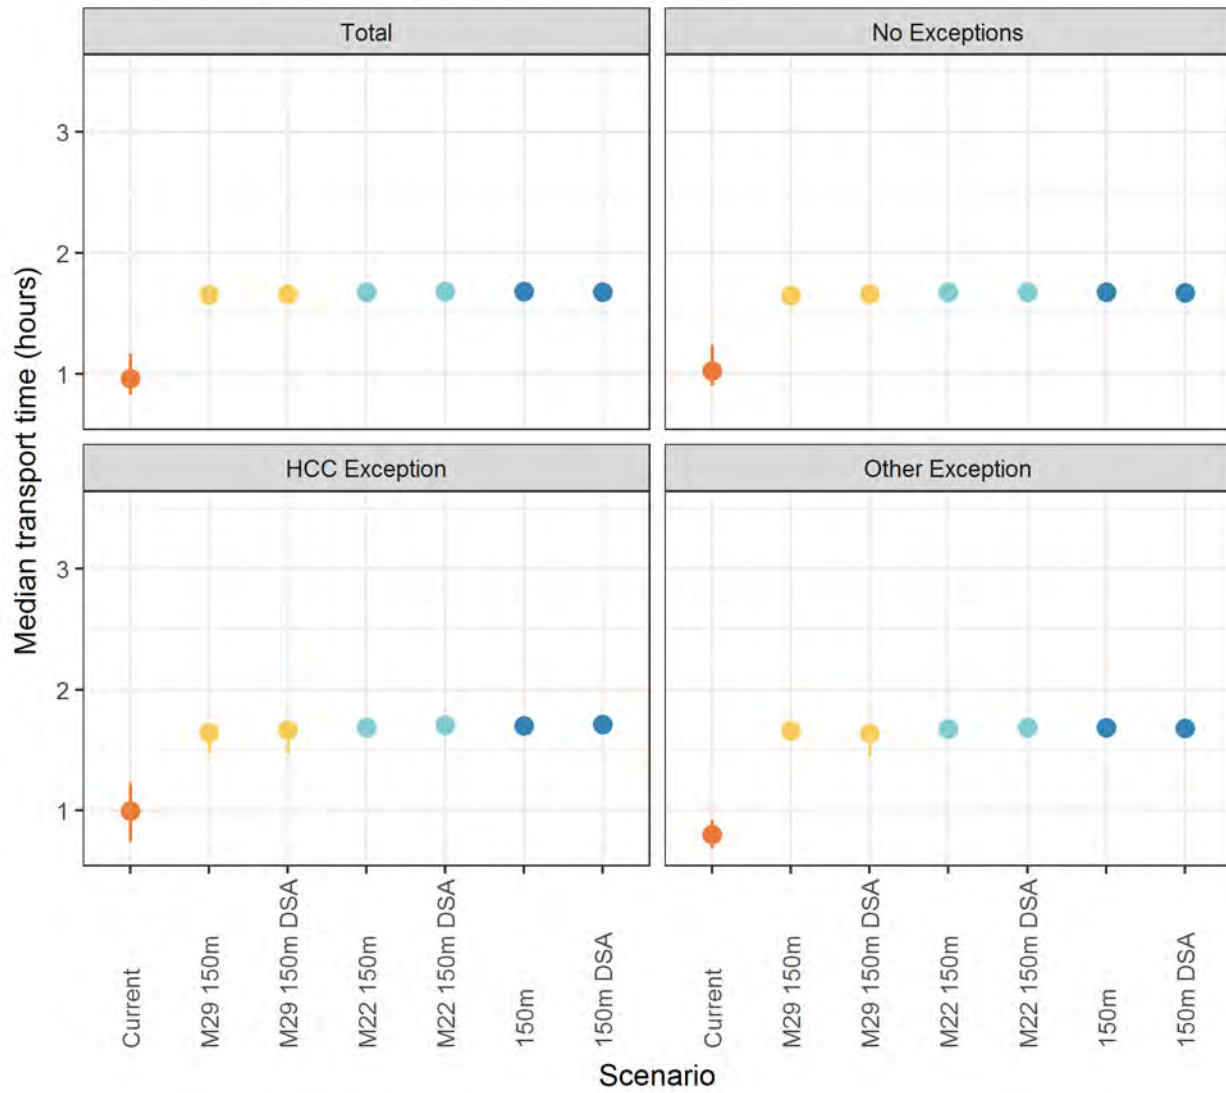 Total
No Exceptions
3
2
1
HCC Exception
Other Exception
3
2
1
Median transport time (hours)
Current
M29 150m
M29 150m DSA
M22 150m
M22 150m DSA
150m
150m DSA
Current
M29 150m
M29 150m DSA
M22 150m
M22 150m DSA
150m
150m DSA
Scenario